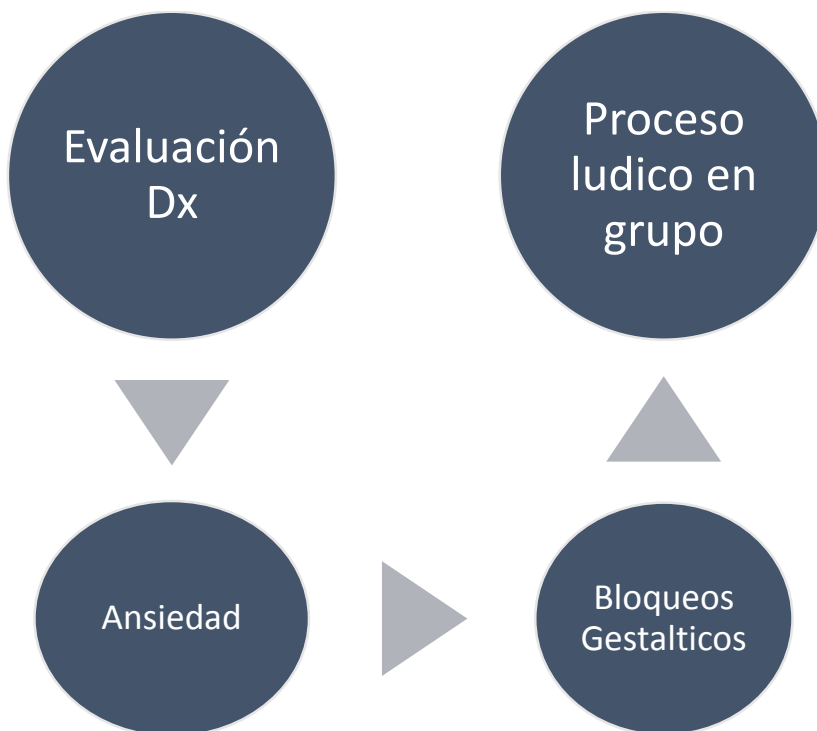 Evaluación
Dx
Proceso
ludico en
grupo
Ansiedad
Bloqueos
Gestalticos